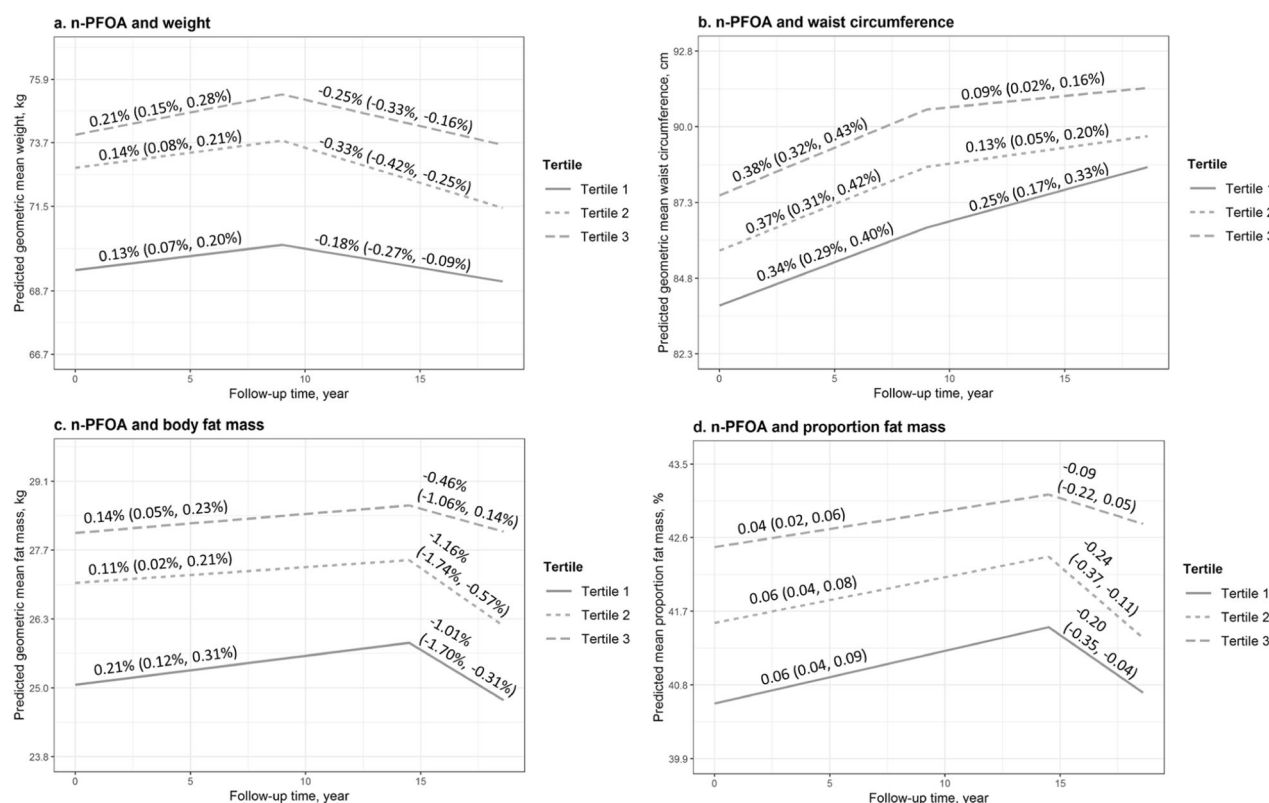 a. n-PFOA and weight
Predicted geometric mean weight, kg
75.9
73.7
71.5
68.7
66.7
0.21% (0.15%, 0.28%)
-0.25% (-0.33%, -0.16%)
0.14% (0.08%, 0.21%)
-0.33% (-0.42%, -0.25%)
0.13% (0.07%, 0.20%)
-0.18% (-0.27%, -0.09%)
0
5
10
15
Follow-up time, year
Tertile
Tertile 1
Tertile 2
Tertile 3
b. n-PFOA and waist circumference
Predicted geometric mean waist circumference, cm
92.8
90.0
87.3
84.8
82.3
0.38% (0.32%, 0.43%)
0.09% (0.02%, 0.16%)
0.37% (0.31%, 0.42%)
0.13% (0.05%, 0.20%)
0.34% (0.29%, 0.40%)
0.25% (0.17%, 0.33%)
0
5
10
15
Follow-up time, year
Tertile
Tertile 1
Tertile 2
Tertile 3
c. n-PFOA and body fat mass
Predicted geometric mean fat mass, kg
29.1
27.7
26.3
25.0
23.8
0.14% (0.05%, 0.23%)
-0.46%
(-1.06%, 0.14%)
0.11% (0.02%, 0.21%)
-1.16%
(-1.74%, -0.57%)
0.21% (0.12%, 0.31%)
-1.01%
(-1.70%, -0.31%)
0
5
10
15
Follow-up time, year
Tertile
Tertile 1
Tertile 2
Tertile 3
d. n-PFOA and proportion fat mass
Predicted mean proportion fat mass, %
43.5
42.6
41.7
40.8
39.9
0.04 (0.02, 0.06)
-0.09
(-0.22, 0.05)
0.06 (0.04, 0.08)
-0.24
(-0.37, -0.11)
0.06 (0.04, 0.09)
-0.20
(-0.35, -0.04)
0
5
10
15
Follow-up time, year
Tertile
Tertile 1
Tertile 2
Tertile 3